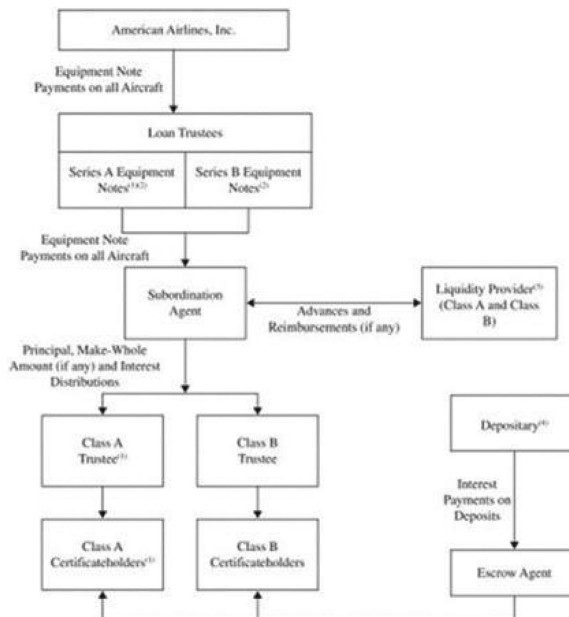 American Airlines, Inc.
Equipment Note
Payments on all Aircraft
Loan Trustees
Series A Equipment
Notes(1)(2)
Series B Equipment
Notes(2)
Equipment Note
Payments on all Aircraft
Subordination
Agent
Advances and
Reimbursements (if any)
Liquidity Provider(3)
(Class A and Class
B)
Principal, Make-Whole
Amount (if any) and Interest
Distributions
Class A
Trustee(1)
Class B
Trustee
Depositary(4)
Interest
Payments on
Deposits
Class A
Certificateholders(1)
Class B
Certificateholders
Escrow Agent